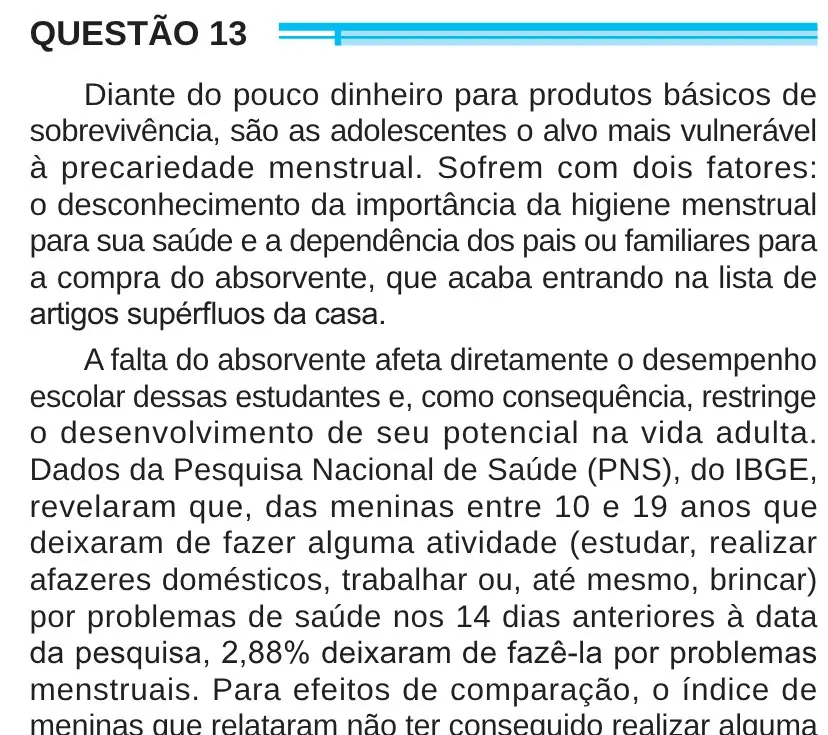 QUESTÃO 13
Diante do pouco dinheiro para produtos básicos de
sobrevivência, são as adolescentes o alvo mais vulnerável
à precariedade menstrual. Sofrem com dois fatores:
o desconhecimento da importância da higiene menstrual
para sua saúde e a dependência dos pais ou familiares para
a compra do absorvente, que acaba entrando na lista de
artigos supérfluos da casa.
A falta do absorvente afeta diretamente o desempenho
escolar dessas estudantes e, como consequência, restringe
o desenvolvimento de seu potencial na vida adulta.
Dados da Pesquisa Nacional de Saúde (PNS), do IBGE,
revelaram que, das meninas entre 10 e 19 anos que
deixaram de fazer alguma atividade (estudar, realizar
afazeres domésticos, trabalhar ou, até mesmo, brincar)
por problemas de saúde nos 14 dias anteriores à data
da pesquisa, 2,88% deixaram de fazê-la por problemas
menstruais. Para efeitos de comparação, o índice de
meninas que relataram não ter conseguido realizar alguma